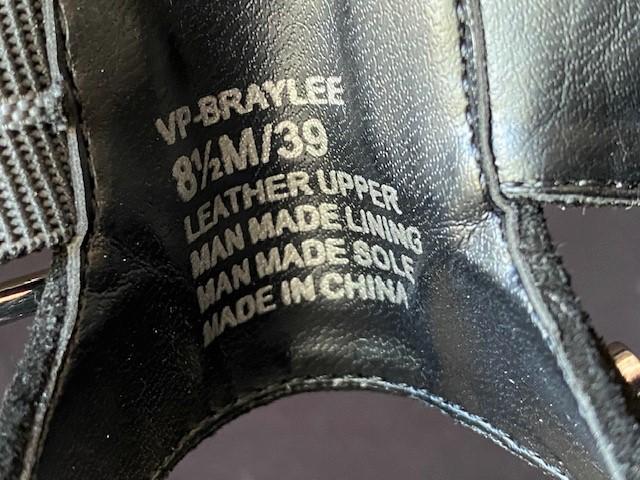 VP-BRAYLEE
8½M/39
LEATHER UPPER
MAN MADE LINING
MAN MADE SOLE
MADE IN CHINA